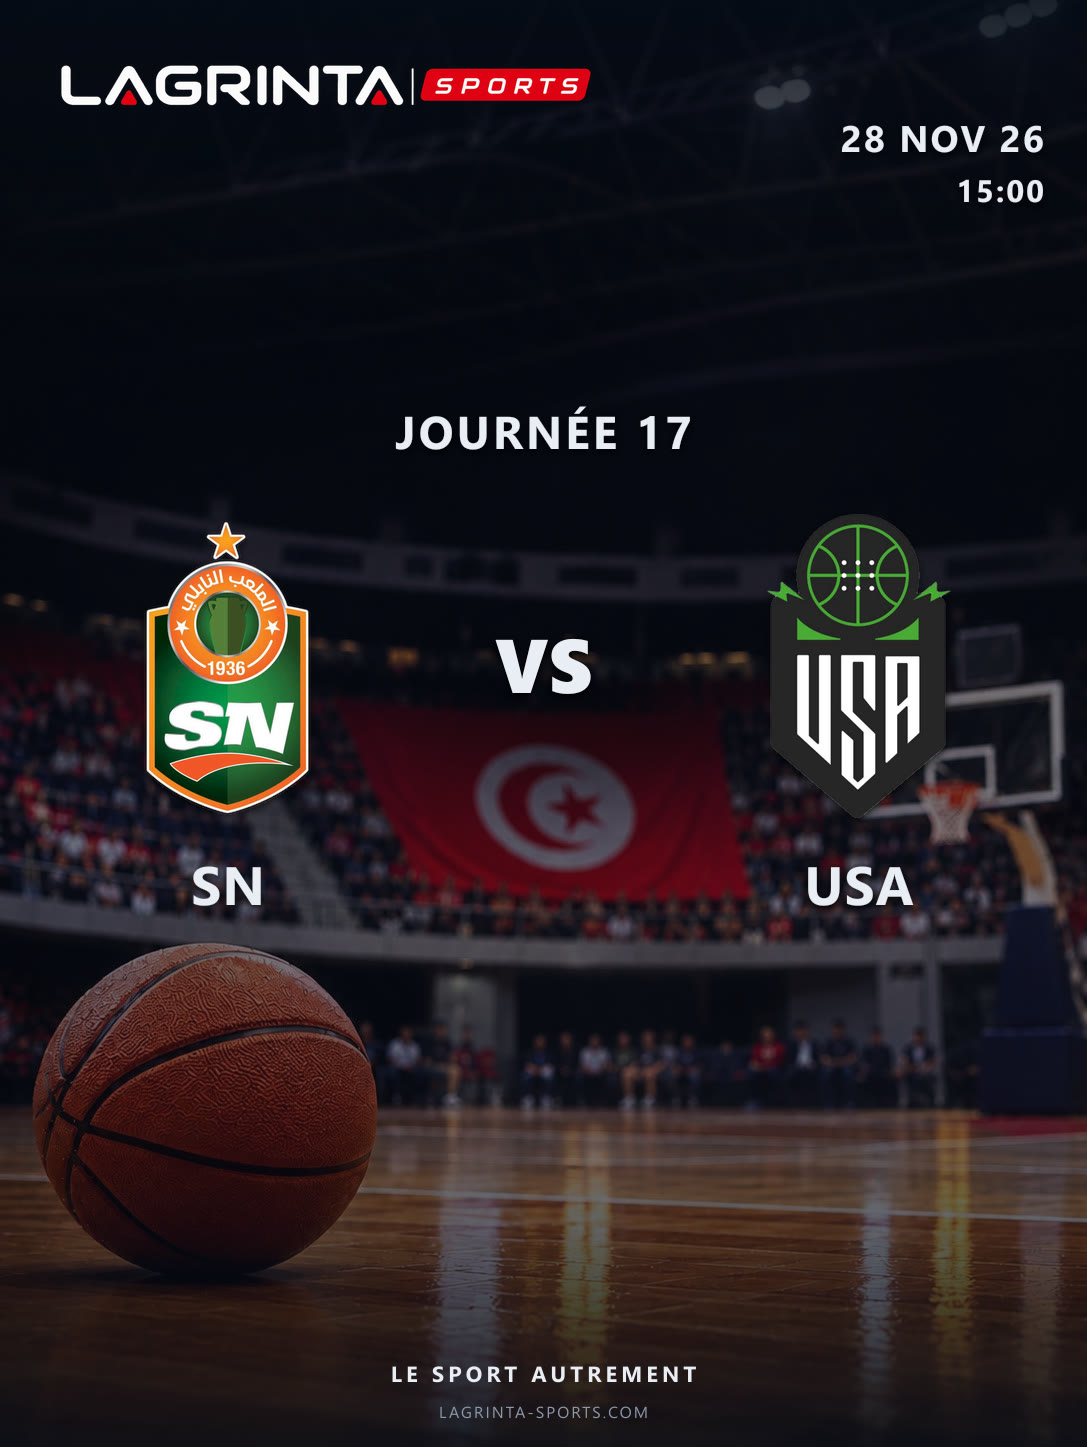 LAGRINTA SPORTS
28 NOV 26
15:00
JOURNÉE 17
الملعب النابلي
1936
SN
USA
VS
SN
USA
LE SPORT AUTREMENT
LAGRINTA-SPORTS.COM